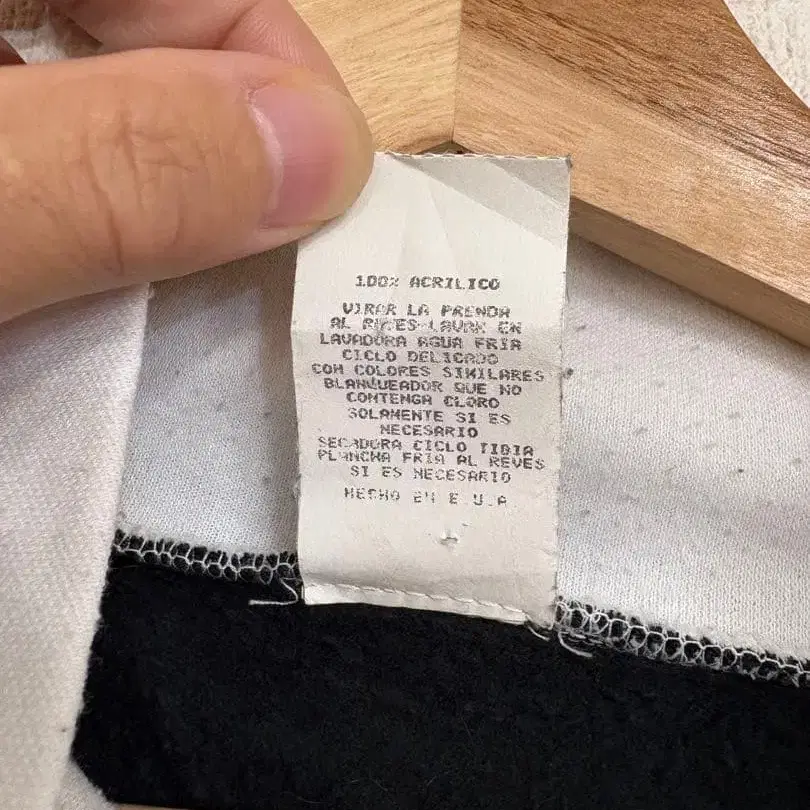 100% ACRILICO
VIRAR LA PRENDA
AL REVES LAVAR EN
LAVADORA AGUA FRIA
CICLO DELICADO
CON COLORES SIMILARES
BLANQUEADOR QUE NO
CONTENGA CLORO
SOLAMENTE SI ES
NECESARIO
SECADORA CICLO TIBIA
PLANCHA FRIA AL REVES
SI ES NECESARIO
HECHO EN E.U.A